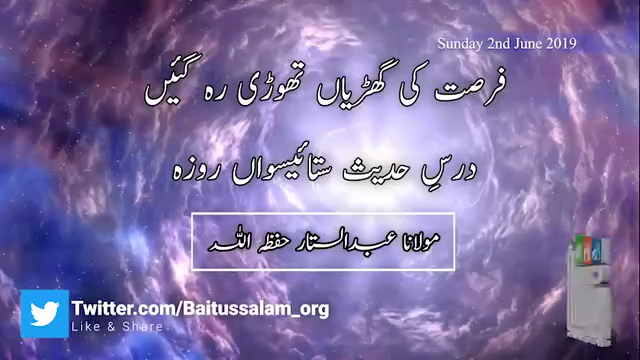 Sunday 2nd June 2019
فرصت کی گھڑیاں تھوڑی رہ گئیں
درسِ حدیث ستائیسواں روزہ
مولانا عبدالستار حفظہ اللہ
Twitter.com/Baitussalam_org
Like & Share